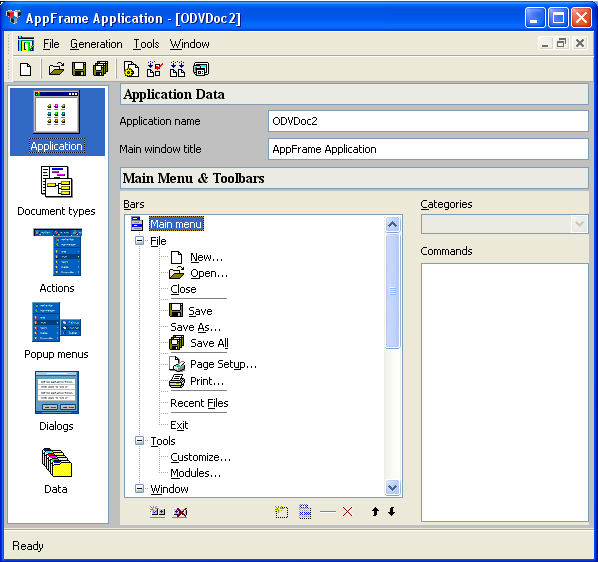 AppFrame Application - [ODVDoc2]
File Generation Tools Window
Application
Document types
Actions
Popup menus
Dialogs
Data
Application Data
Application name ODVDoc2
Main window title AppFrame Application
Main Menu & Toolbars
Bars
Main menu
File
New...
Open...
Close
Save
Save As...
Save All
Page Setup...
Print...
Recent Files
Exit
Tools
Customize...
Modules...
Window
Categories
Commands
Ready